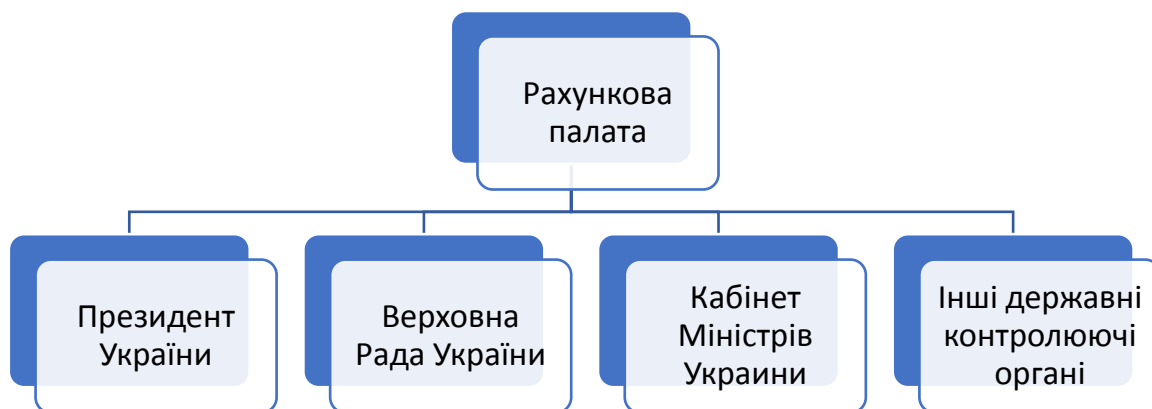 Рахункова
палата
Президент
України
Верховна
Рада України
Кабінет
Міністрів
Украини
Інші державні
контролюючі
органі